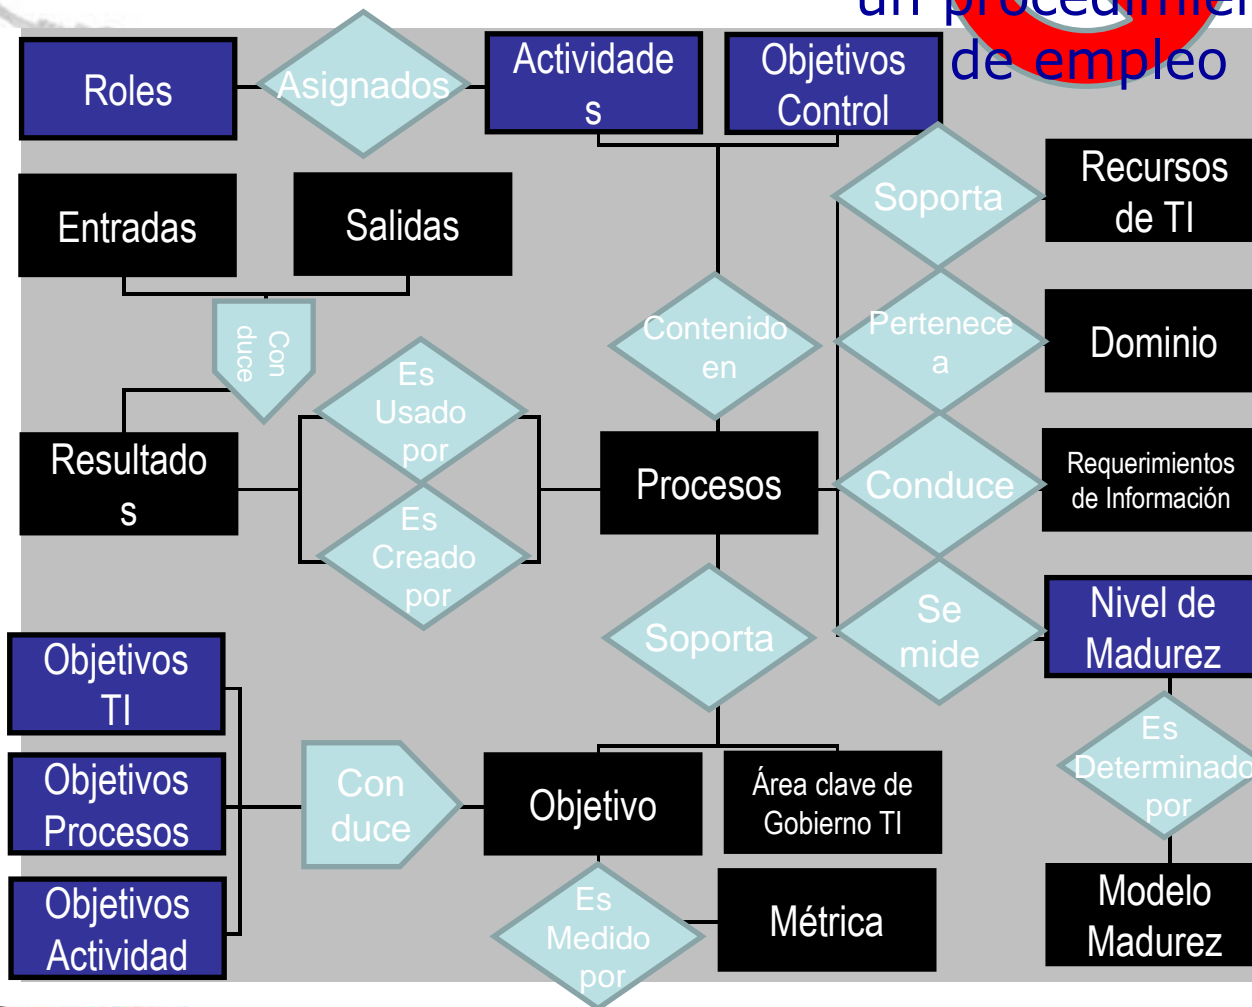 un procedimien
de empleo
Roles
Asignados
Actividade
s
Objetivos
Control
Entradas
Salidas
Soporta
Recursos
de TI
Con
duce
Contenido
en
Pertenece
a
Dominio
Es
Usado
por
Resultado
s
Procesos
Conduce
Requerimientos
de Información
Es
Creado
por
Soporta
Se
mide
Nivel de
Madurez
Objetivos
TI
Es
Determinado
por
Objetivos
Procesos
Con
duce
Objetivo
Área clave de
Gobierno TI
Objetivos
Actividad
Es
Medido
por
Métrica
Modelo
Madurez